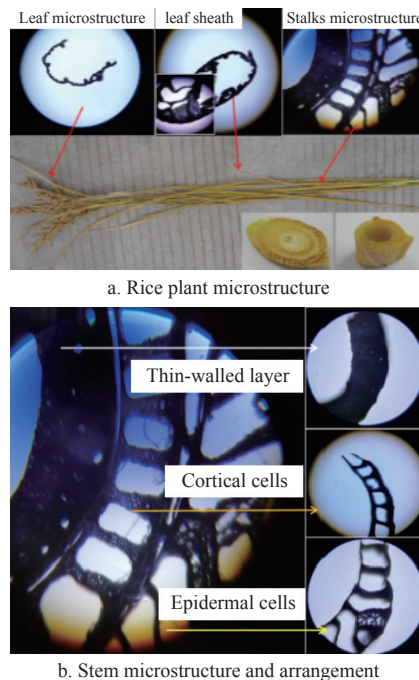 Leaf microstructure
leaf sheath
Stalks microstructure
a. Rice plant microstructure
Thin-walled layer
Cortical cells
Epidermal cells
b. Stem microstructure and arrangement